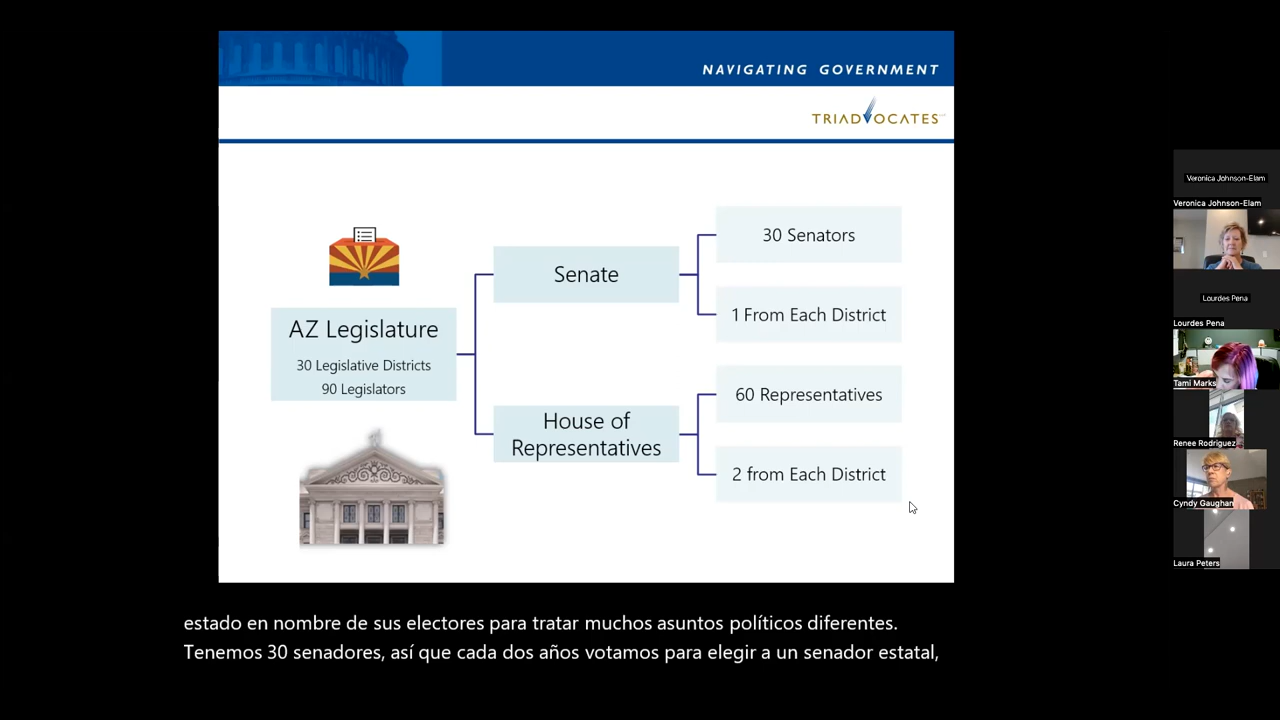 NAVIGATING GOVERNMENT
TRIADVOCATES
AZ Legislature
30 Legislative Districts
90 Legislators
Senate
30 Senators
1 From Each District
House of
Representatives
60 Representatives
2 from Each District
Veronica Johnson-Elam
Veronica Johnson-Elam
Lourdes Pena
Lourdes Pena
Tami Marks
Renee Rodriguez
Cyndy Gaughan
Laura Peters
estado en nombre de sus electores para tratar muchos asuntos políticos diferentes.
Tenemos 30 senadores, así que cada dos años votamos para elegir a un senador estatal,